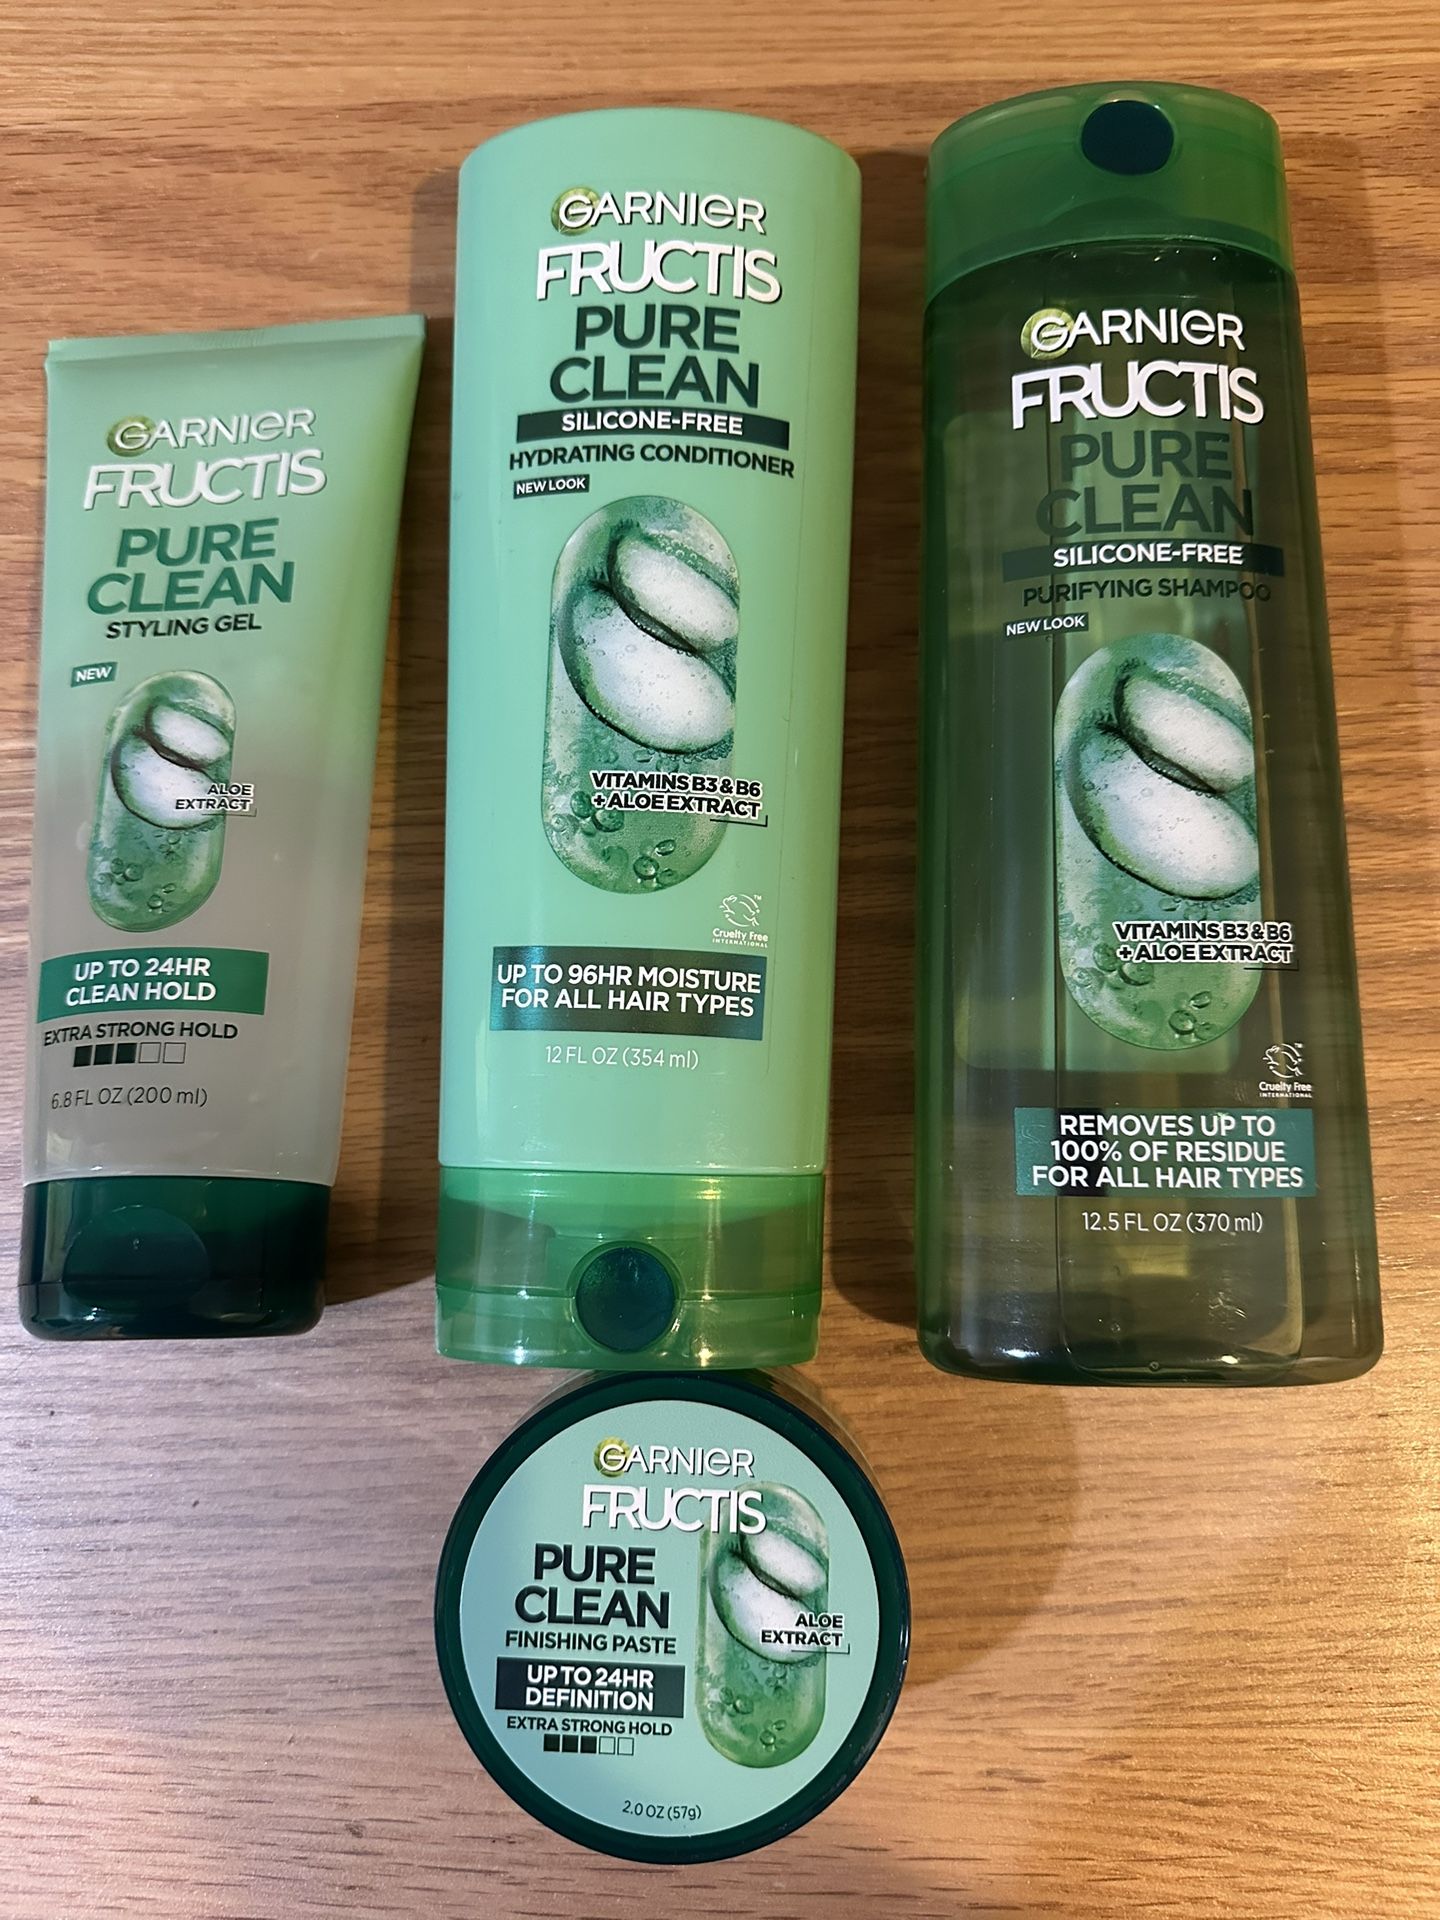 GARNIER
FRUCTIS
PURE
CLEAN
STYLING GEL
NEW
ALOE
EXTRACT
UP TO 24HR
CLEAN HOLD
EXTRA STRONG HOLD
6.8 FL OZ (200 ml)
GARNIER
FRUCTIS
PURE
CLEAN
SILICONE-FREE
HYDRATING CONDITIONER
NEW LOOK
VITAMINS B3 & B6
+ ALOE EXTRACT
Cruelty Free
INTERNATIONAL
UP TO 96HR MOISTURE
FOR ALL HAIR TYPES
12 FL OZ (354 ml)
GARNIER
FRUCTIS
PURE
CLEAN
SILICONE-FREE
PURIFYING SHAMPOO
NEW LOOK
VITAMINS B3 & B6
+ ALOE EXTRACT
Cruelty Free
INTERNATIONAL
REMOVES UP TO
100% OF RESIDUE
FOR ALL HAIR TYPES
12.5 FL OZ (370 ml)
GARNIER
FRUCTIS
PURE
CLEAN
FINISHING PASTE
ALOE
EXTRACT
UP TO 24HR
DEFINITION
EXTRA STRONG HOLD
2.0 OZ (57g)